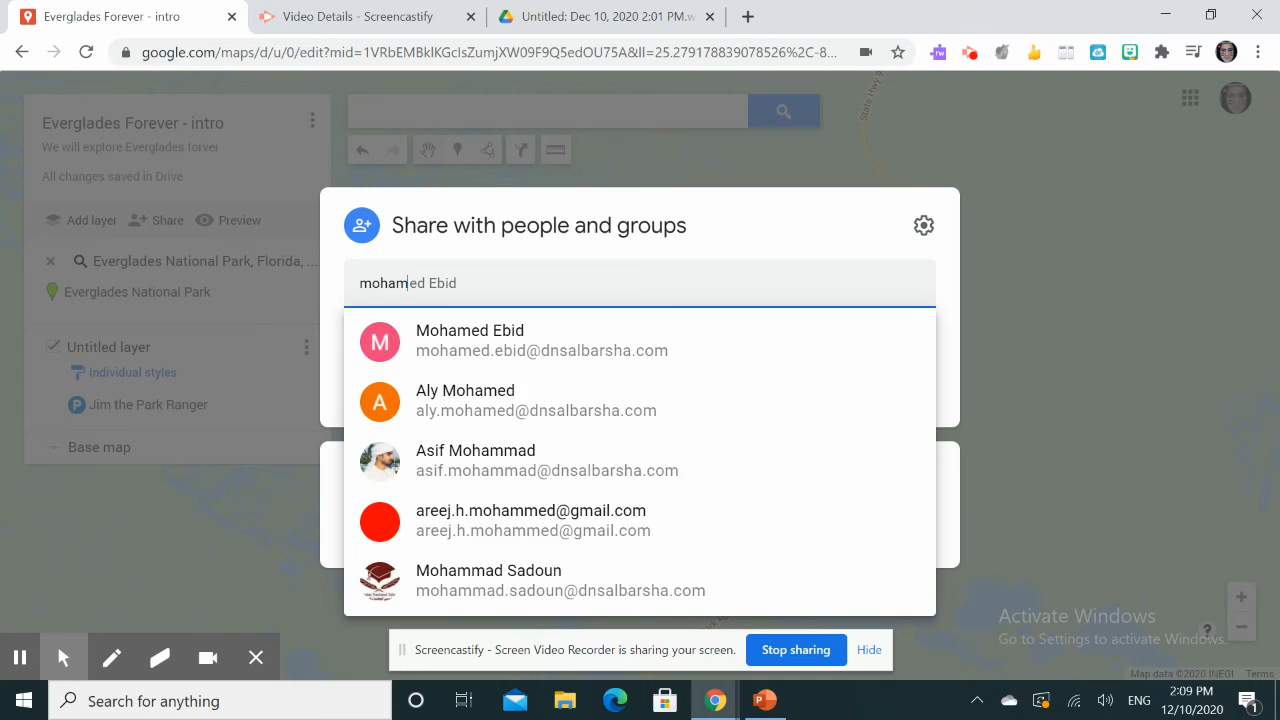 Everglades Forever - intro
Video Details - Screencastify
Untitled: Dec 10, 2020 2:01 PM.w
google.com/maps/d/u/0/edit?mid=1VRbEM8kIKGcIsZumjXW09F9Q5edOU75A&ll=25.279178839078526%2C-8...
rw
State Hwy
Everglades Forever - intro
We will explore Everglades forver
All changes saved in Drive
Add layer
Share
Preview
Everglades National Park, Florida, ...
Everglades National Park
Untitled layer
Individual styles
P
Jim the Park Ranger
Base map
Share with people and groups
mohamed Ebid
M
Mohamed Ebid
mohamed.ebid@dnsalbarsha.com
A
Aly Mohamed
aly.mohamed@dnsalbarsha.com
Asif Mohammad
asif.mohammad@dnsalbarsha.com
areej.h.mohammed@gmail.com
areej.h.mohammed@gmail.com
Mohammad Sadoun
mohammad.sadoun@dnsalbarsha.com
Activate Windows
Go to Settings to activate Windows.
Screencastify - Screen Video Recorder is sharing your screen.
Stop sharing
Hide
Map data ©2020 INEGI
Terms
Search for anything
ENG
2:09 PM
12/10/2020
1